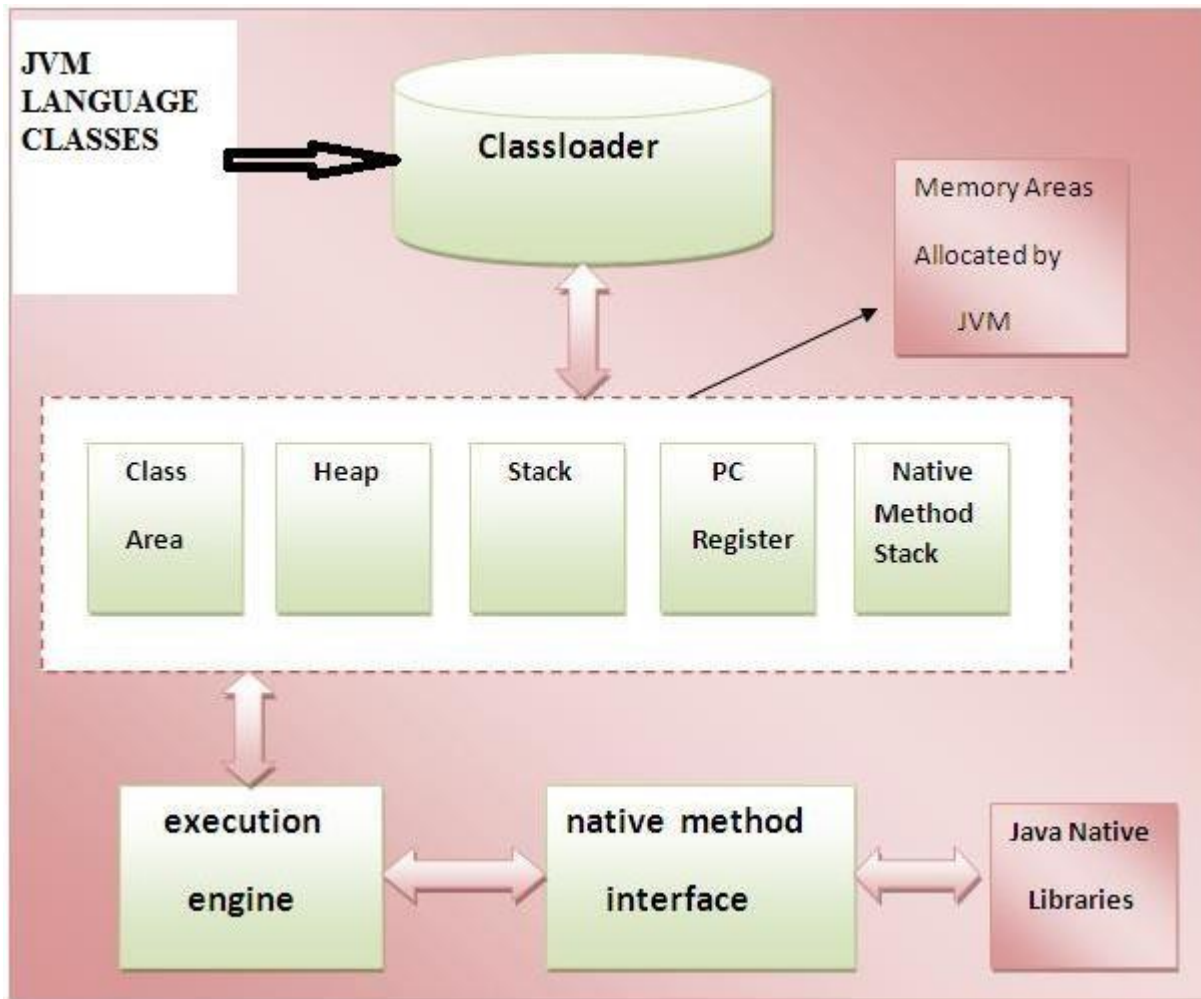 JVM
LANGUAGE
CLASSES
Classloader
Memory Areas
Allocated by
JVM
Class
Area
Heap
Stack
PC
Register
Native
Method
Stack
execution
engine
native method
interface
Java Native
Libraries